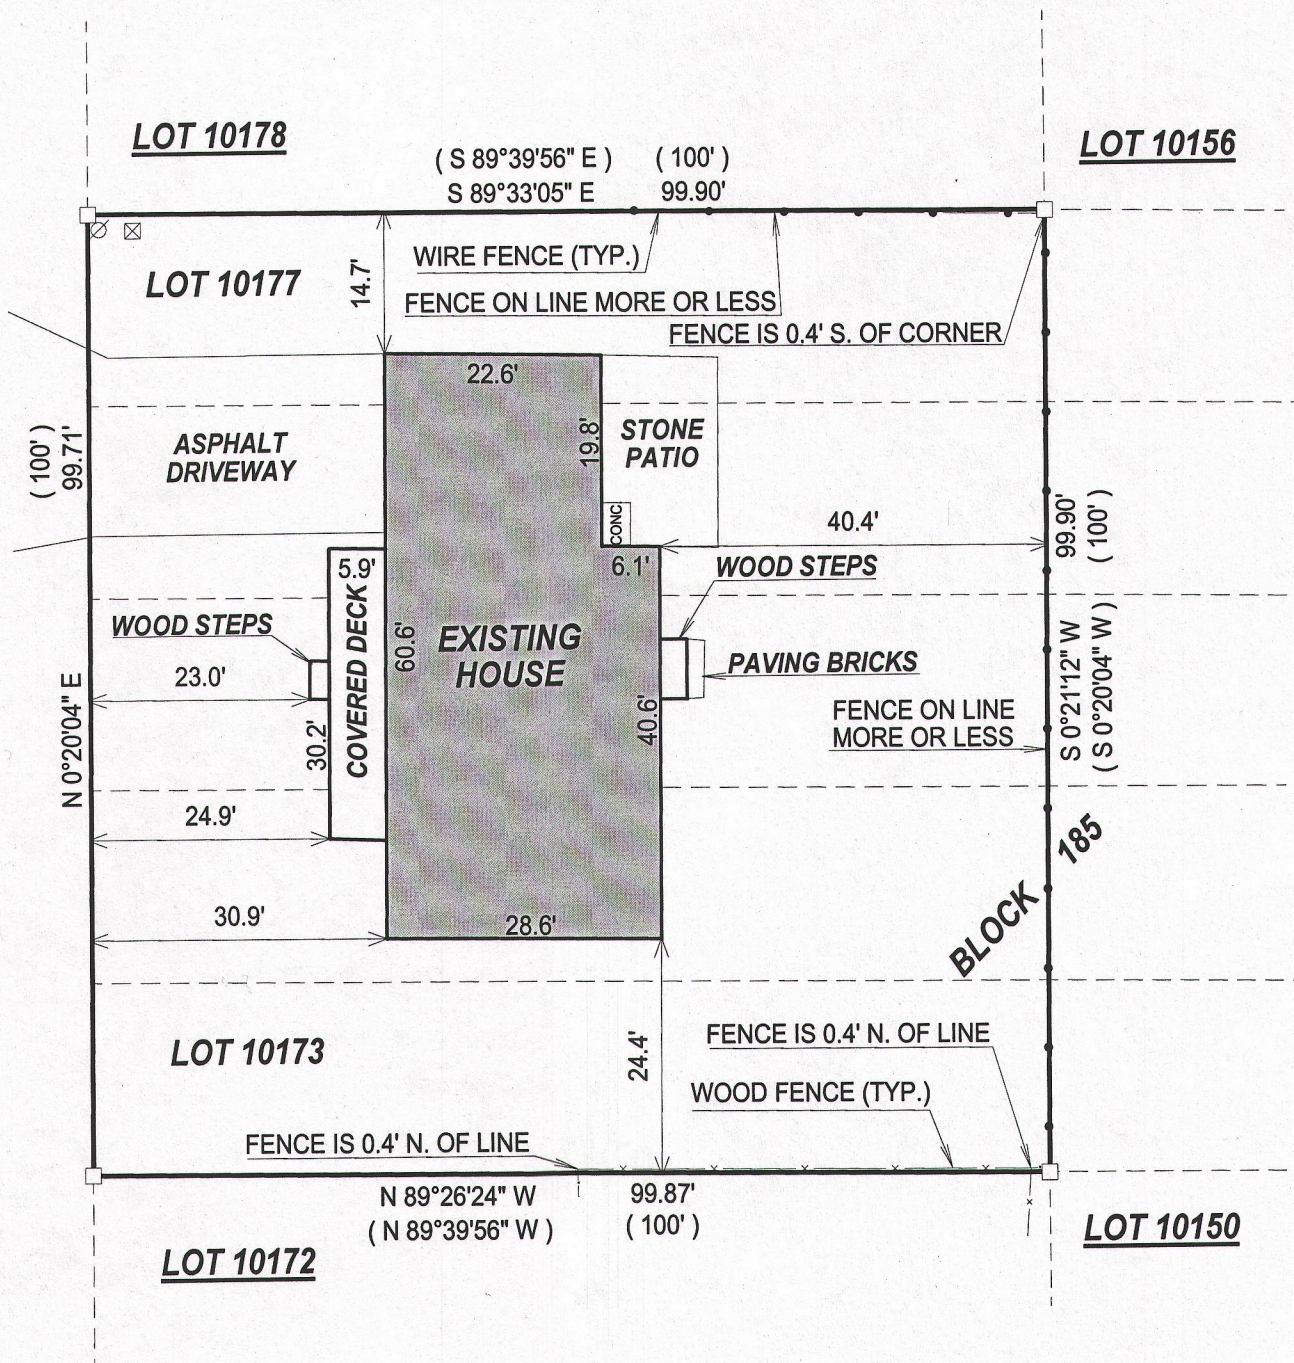 LOT 10178
( S 89°39'56" E ) ( 100' )
S 89°33'05" E 99.90'
LOT 10156
LOT 10177
14.7'
WIRE FENCE (TYP.)
FENCE ON LINE MORE OR LESS
FENCE IS 0.4' S. OF CORNER
22.6'
19.8'
STONE
PATIO
ASPHALT
DRIVEWAY
( 100' )
99.71'
CONC.
40.4'
99.90'
( 100' )
5.9'
6.1'
WOOD STEPS
WOOD STEPS
COVERED DECK
60.6'
EXISTING
HOUSE
PAVING BRICKS
23.0'
N 0°20'04" E
30.2'
40.6'
FENCE ON LINE
MORE OR LESS
S 0°21'12" W
( S 0°20'04" W )
24.9'
BLOCK 185
30.9'
28.6'
LOT 10173
24.4'
FENCE IS 0.4' N. OF LINE
WOOD FENCE (TYP.)
FENCE IS 0.4' N. OF LINE
N 89°26'24" W 99.87'
( N 89°39'56" W ) ( 100' )
LOT 10172
LOT 10150